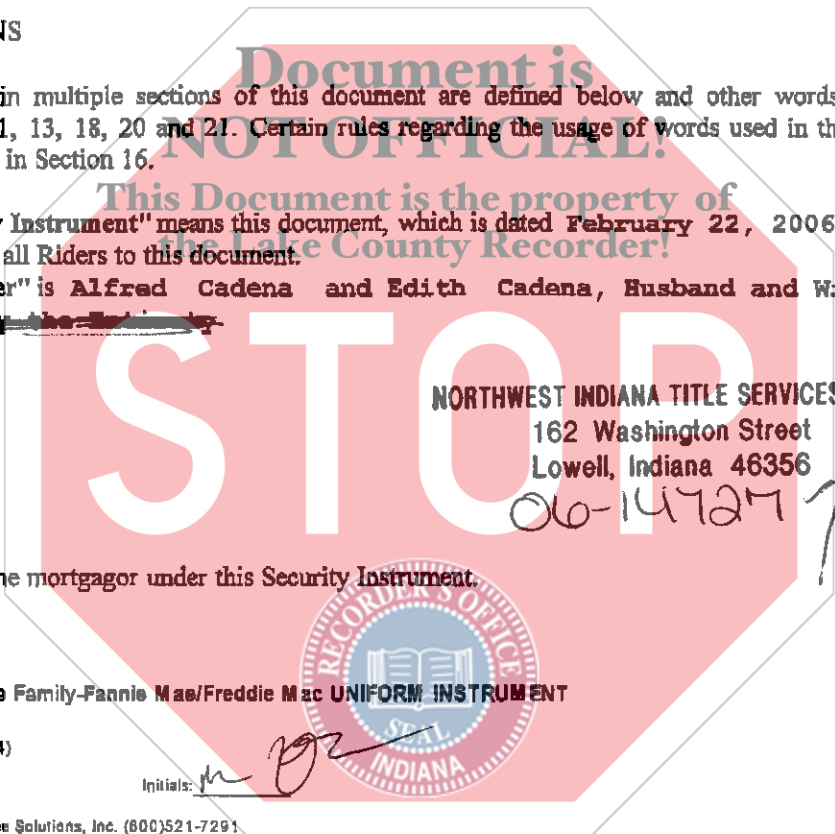 NS
Document is
in multiple sections of this document are defined below and other words
1, 13, 18, 20 and 21. Certain rules regarding the usage of words used in th
NOT OFFICIAL!
in Section 16.
This Document is the property of
y Instrument" means this document, which is dated February 22, 2006
the Lake County Recorder!
all Riders to this document.
er" is Alfred Cadena and Edith Cadena, Husband and W
STOP
NORTHWEST INDIANA TITLE SERVICES
162 Washington Street
Lowell, Indiana 46356
06-14727
he mortgagor under this Security Instrument.
RECORDER'S OFFICE
SEAL
INDIANA
e Family-Fannie Mae/Freddie Mac UNIFORM INSTRUMENT
Initials:
Solutions, Inc. (800)521-7291